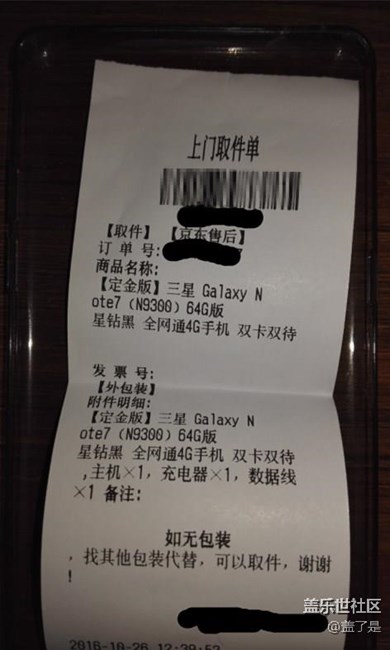 上门取件单
【取件】 【京东售后】
订 单 号:
商品名称:
【定金版】三星 Galaxy N
ote7（N9300）64G版
星钻黑 全网通4G手机 双卡双待
发 票 号:
【外包装】
附件明细:
【定金版】三星 Galaxy N
ote7（N9300）64G版
星钻黑 全网通4G手机 双卡双待
,主机×1，充电器×1，数据线
×1 备注:
如无包装
，找其他包装代替，可以取件，谢谢
!
2016-10-26 12:39:52
盖乐世社区
@盖了是